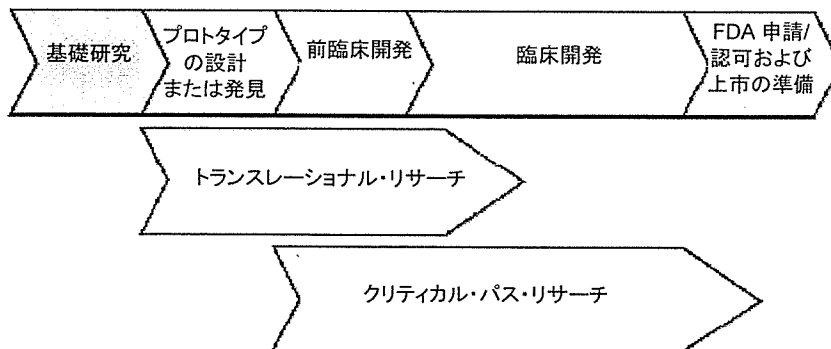 基礎研究
プロトタイプ
の設計
または発見
前臨床開発
臨床開発
FDA 申請/
認可および
上市の準備
トランスレーショナル・リサーチ
クリティカル・パス・リサーチ